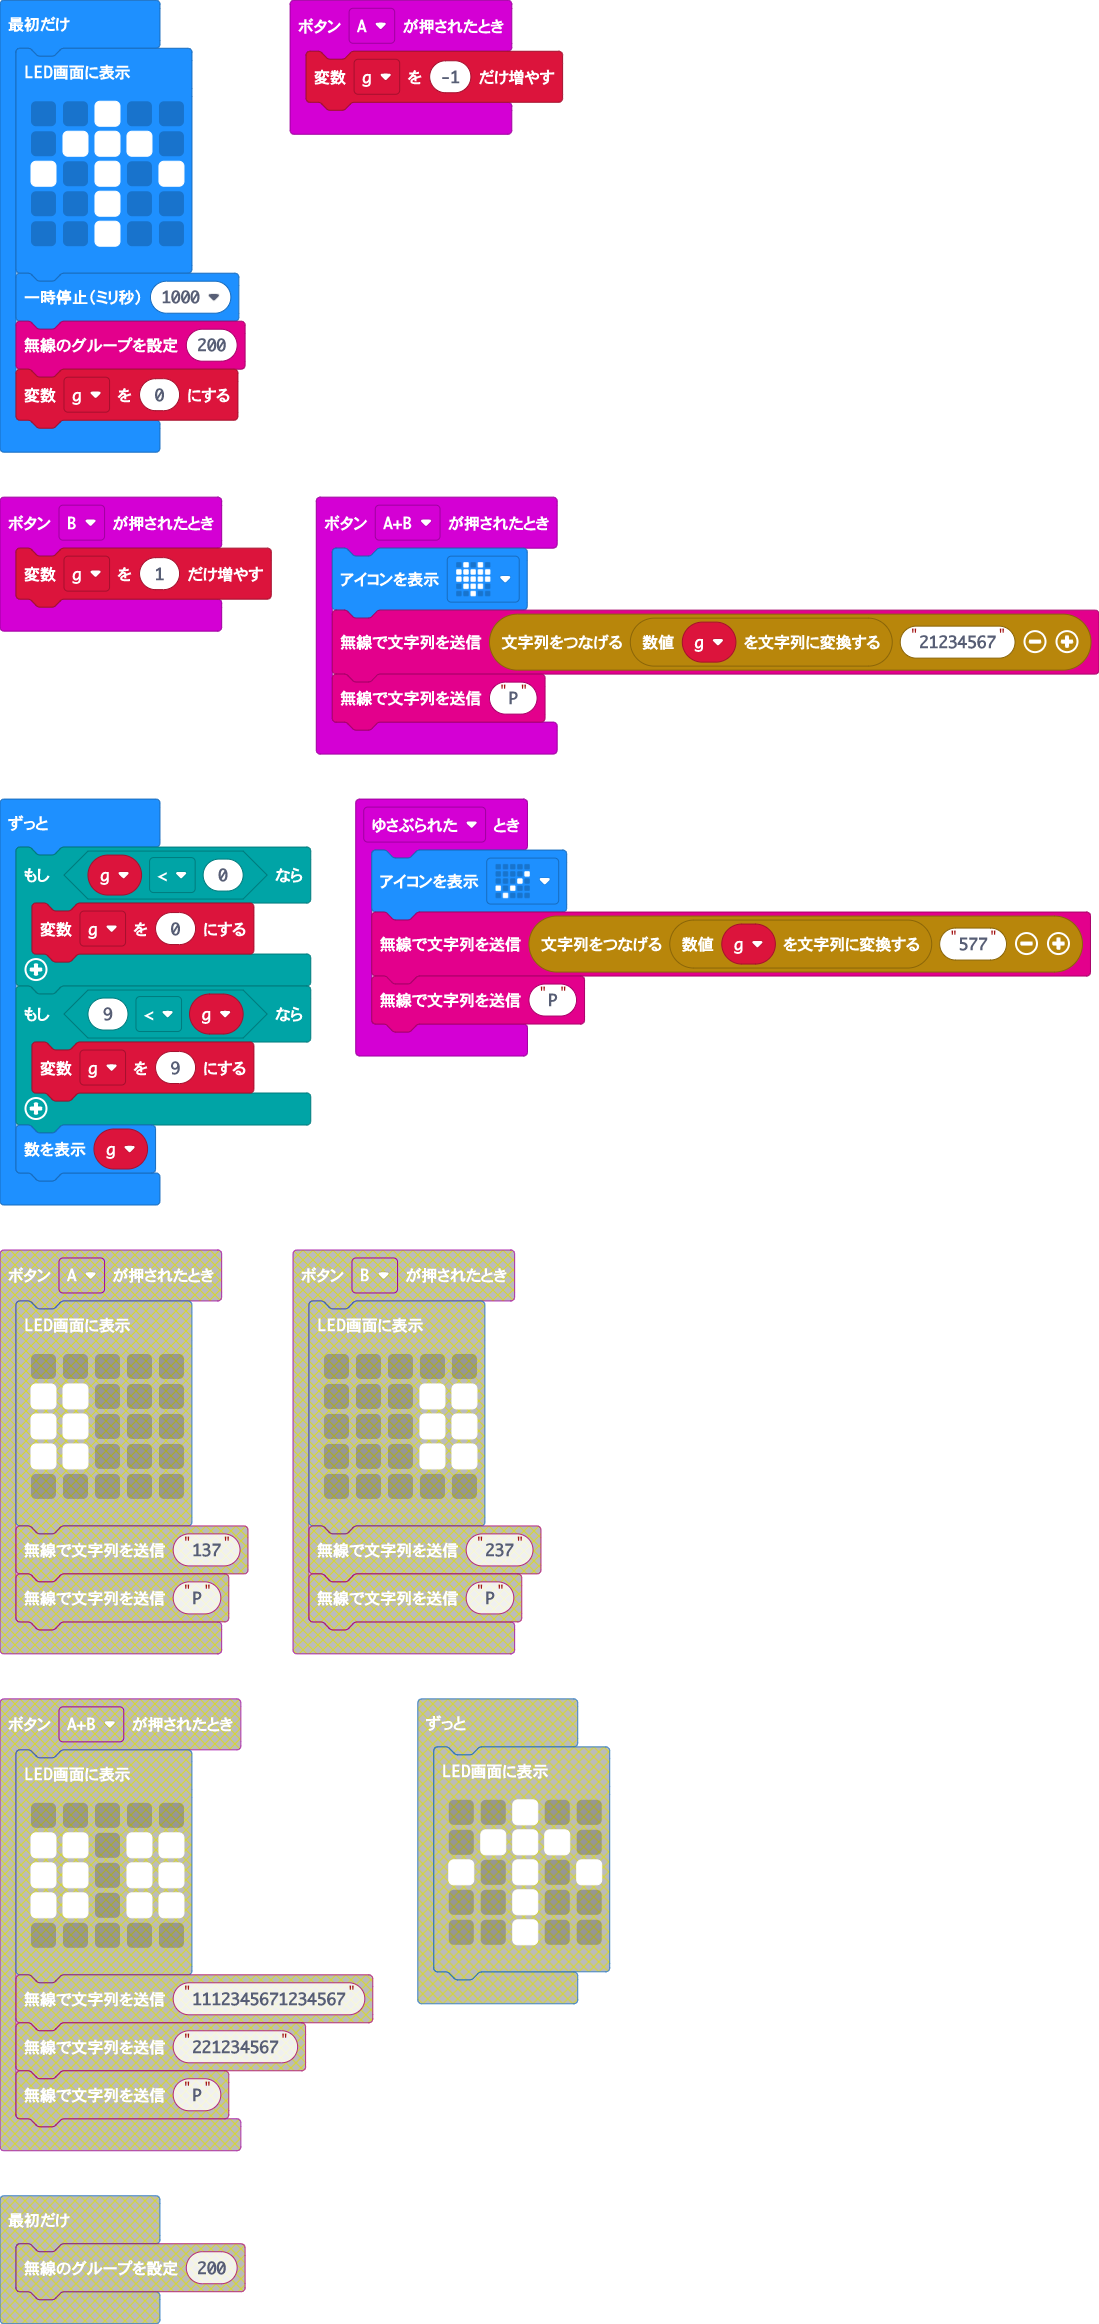 最初だけ
LED画面に表示
一時停止(ミリ秒) 1000
無線のグループを設定 200
変数 g を 0 にする
ボタン A が押されたとき
変数 g を -1 だけ増やす
ボタン B が押されたとき
変数 g を 1 だけ増やす
ボタン A+B が押されたとき
アイコンを表示
無線で文字列を送信 文字列をつなげる 数値 g を文字列に変換する "21234567"
無線で文字列を送信 "P"
ずっと
もし g < 0 なら
変数 g を 0 にする
もし 9 < g なら
変数 g を 9 にする
数を表示 g
ゆさぶられた とき
アイコンを表示
無線で文字列を送信 文字列をつなげる 数値 g を文字列に変換する "577"
無線で文字列を送信 "P"
ボタン A が押されたとき
LED画面に表示
無線で文字列を送信 "137"
無線で文字列を送信 "P"
ボタン B が押されたとき
LED画面に表示
無線で文字列を送信 "237"
無線で文字列を送信 "P"
ボタン A+B が押されたとき
LED画面に表示
無線で文字列を送信 "1112345671234567"
無線で文字列を送信 "221234567"
無線で文字列を送信 "P"
ずっと
LED画面に表示
最初だけ
無線のグループを設定 200